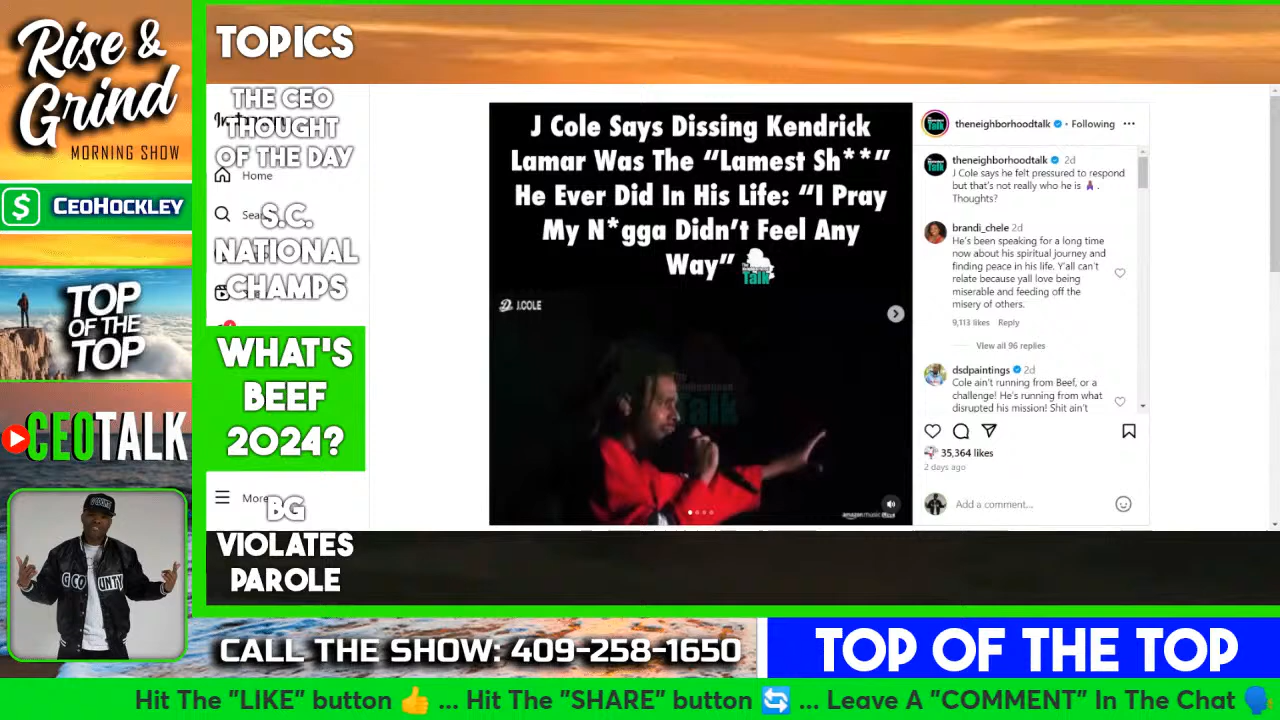 Rise &
Grind
MORNING SHOW
$ CEOHOCKLEY
TOP
OF THE
TOP
CEOTALK
G COUNTY
TOPICS
THE CEO
THOUGHT
OF THE DAY
Home
S.C.
NATIONAL
CHAMPS
WHAT'S
BEEF
2024?
More
BG
VIOLATES
PAROLE
J Cole Says Dissing Kendrick
Lamar Was The “Lamest Sh**”
He Ever Did In His Life: “I Pray
My N*gga Didn’t Feel Any
Way”
The Neighborhood
Talk
J.COLE
Talk
amazon music
theneighborhoodtalk • Following
theneighborhoodtalk 2d
J Cole says he felt pressured to respond
but that's not really who he is 🧍🏾‍♀️.
Thoughts?
brandi_chele 2d
He's been speaking for a long time
now about his spiritual journey and
finding peace in his life. Y'all can't
relate because yall love being
miserable and feeding off the
misery of others.
9,113 likes Reply
View all 96 replies
dsdpaintings 2d
Cole ain't running from Beef, or a
challenge! He's running from what
disrupted his mission! Shit ain't
35,364 likes
2 days ago
Add a comment...
CALL THE SHOW: 409-258-1650
TOP OF THE TOP
Hit The "LIKE" button 👍 ... Hit The "SHARE" button 🔄 ... Leave A "COMMENT" In The Chat 🗣️